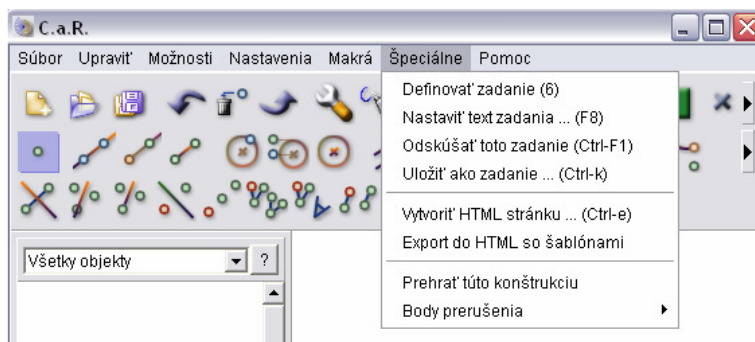 C.a.R.
Súbor Upraviť Možnosti Nastavenia Makrá Špeciálne Pomoc
Definovať zadanie (6)
Nastaviť text zadania ... (F8)
Odskúšať toto zadanie (Ctrl-F1)
Uložiť ako zadanie ... (Ctrl-k)
Vytvoriť HTML stránku ... (Ctrl-e)
Export do HTML so šablónami
Prehrať túto konštrukciu
Body prerušenia
Všetky objekty ?